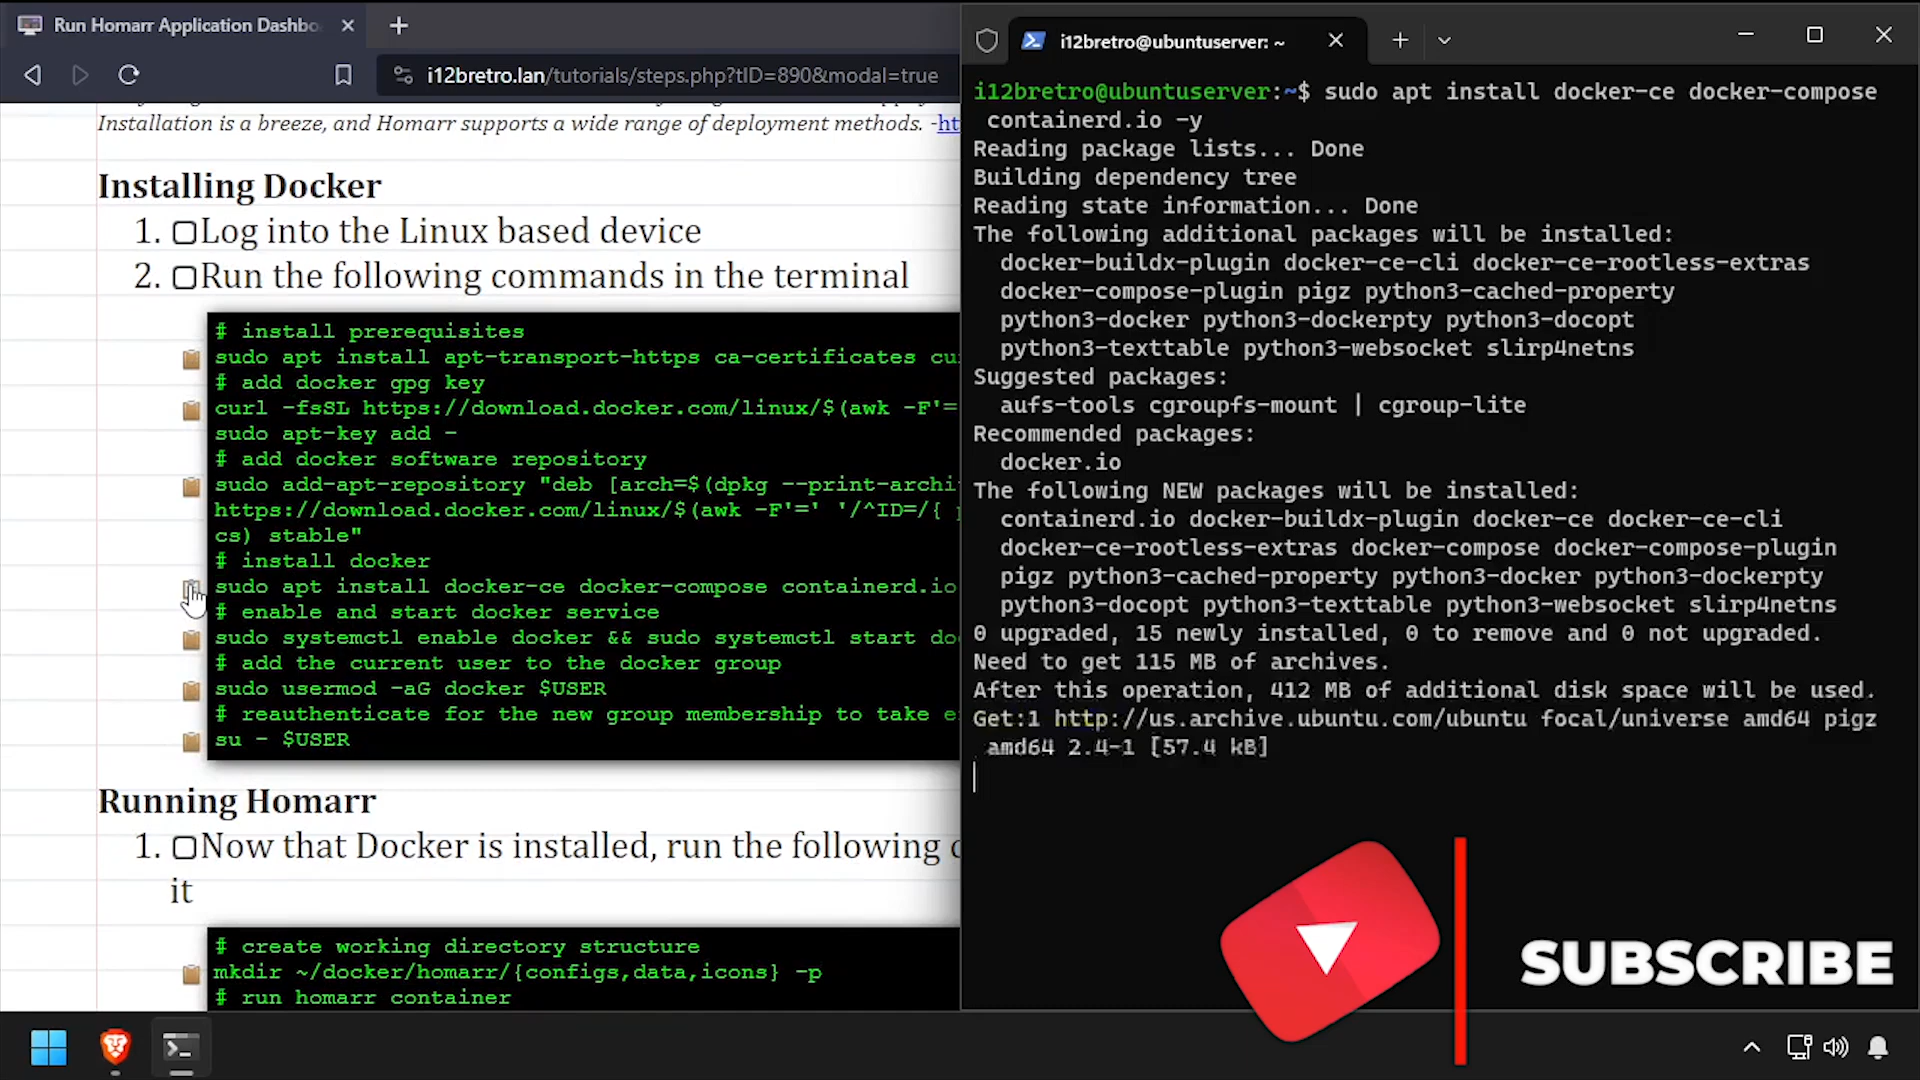 Run Homarr Application Dashbo
i12bretro.lan/tutorials/steps.php?tID=890&modal=true
Installation is a breeze, and Homarr supports a wide range of deployment methods. -ht
Installing Docker
1. Log into the Linux based device
2. Run the following commands in the terminal
# install prerequisites
sudo apt install apt-transport-https ca-certificates cu
# add docker gpg key
curl -fsSL https://download.docker.com/linux/$(awk -F'=
sudo apt-key add -
# add docker software repository
sudo add-apt-repository "deb [arch=$(dpkg --print-archi
https://download.docker.com/linux/$(awk -F'=' '/^ID=/{ p
cs) stable"
# install docker
sudo apt install docker-ce docker-compose containerd.io
# enable and start docker service
sudo systemctl enable docker && sudo systemctl start do
# add the current user to the docker group
sudo usermod -aG docker $USER
# reauthenticate for the new group membership to take e
su - $USER
Running Homarr
1. Now that Docker is installed, run the following
it
# create working directory structure
mkdir ~/docker/homarr/{configs,data,icons} -p
# run homarr container
i12bretro@ubuntuserver: ~
i12bretro@ubuntuserver:~$ sudo apt install docker-ce docker-compose
containerd.io -y
Reading package lists... Done
Building dependency tree
Reading state information... Done
The following additional packages will be installed:
docker-buildx-plugin docker-ce-cli docker-ce-rootless-extras
docker-compose-plugin pigz python3-cached-property
python3-docker python3-dockerpty python3-docopt
python3-texttable python3-websocket slirp4netns
Suggested packages:
aufs-tools cgroupfs-mount | cgroup-lite
Recommended packages:
docker.io
The following NEW packages will be installed:
containerd.io docker-buildx-plugin docker-ce docker-ce-cli
docker-ce-rootless-extras docker-compose docker-compose-plugin
pigz python3-cached-property python3-docker python3-dockerpty
python3-docopt python3-texttable python3-websocket slirp4netns
0 upgraded, 15 newly installed, 0 to remove and 0 not upgraded.
Need to get 115 MB of archives.
After this operation, 412 MB of additional disk space will be used.
Get:1 http://us.archive.ubuntu.com/ubuntu focal/universe amd64 pigz
amd64 2.4-1 [57.4 kB]
SUBSCRIBE